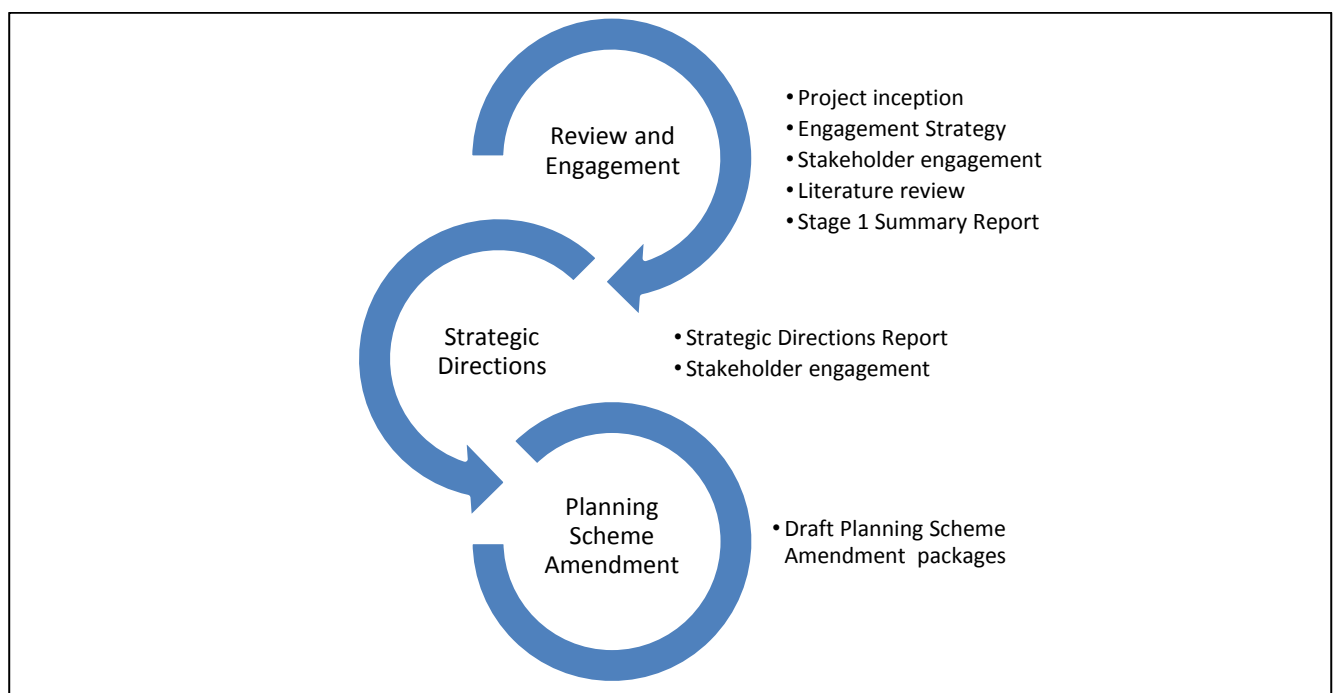 Review and
Engagement
• Project inception
• Engagement Strategy
• Stakeholder engagement
• Literature review
• Stage 1 Summary Report
Strategic
Directions
• Strategic Directions Report
• Stakeholder engagement
Planning
Scheme
Amendment
• Draft Planning Scheme
Amendment packages